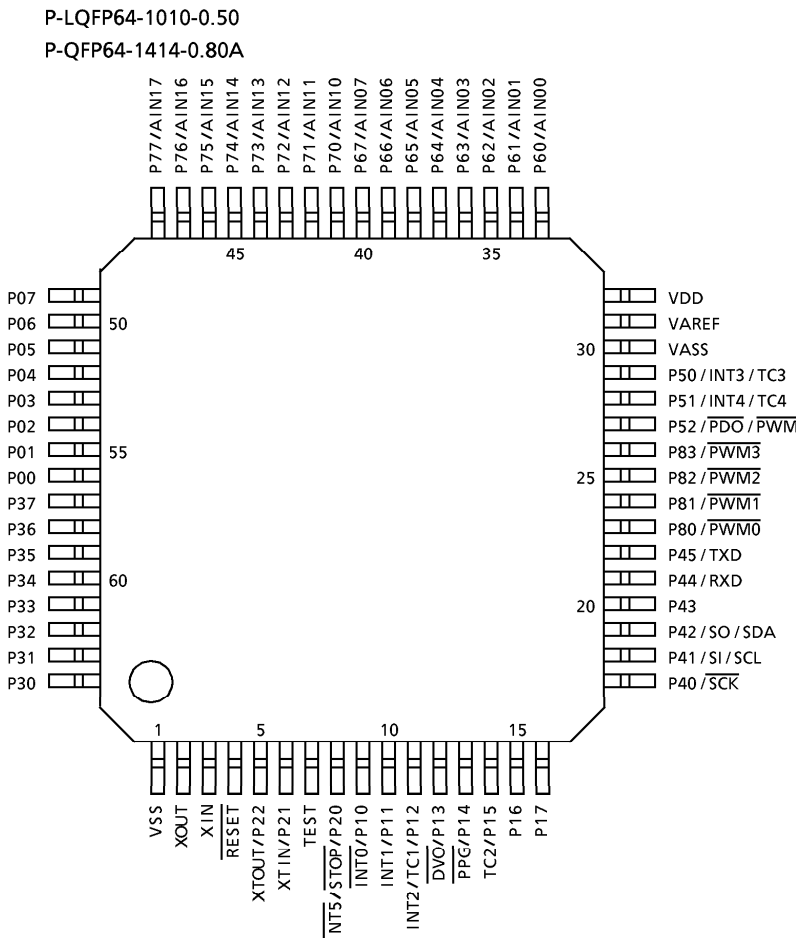 P-LQFP64-1010-0.50
P-QFP64-1414-0.80A
P77/AIN17
P76/AIN16
P75/AIN15
P74/AIN14
P73/AIN13
P72/AIN12
P71/AIN11
P70/AIN10
P67/AIN07
P66/AIN06
P65/AIN05
P64/AIN04
P63/AIN03
P62/AIN02
P61/AIN01
P60/AIN00
45
40
35
P07
P06
P05
P04
P03
P02
P01
P00
P37
P36
P35
P34
P33
P32
P31
P30
50
55
60
30
25
20
VDD
VAREF
VASS
P50/INT3/TC3
P51/INT4/TC4
P52/PDO/PWM
P83/PWM3
P82/PWM2
P81/PWM1
P80/PWM0
P45/TXD
P44/RXD
P43
P42/SO/SDA
P41/SI/SCL
P40/SCK
1
5
10
15
VSS
XOUT
XIN
RESET
XTOUT/P22
XTIN/P21
TEST
NT5/STOP/P20
INT0/P10
INT1/P11
INT2/TC1/P12
DVO/P13
PPG/P14
TC2/P15
P16
P17